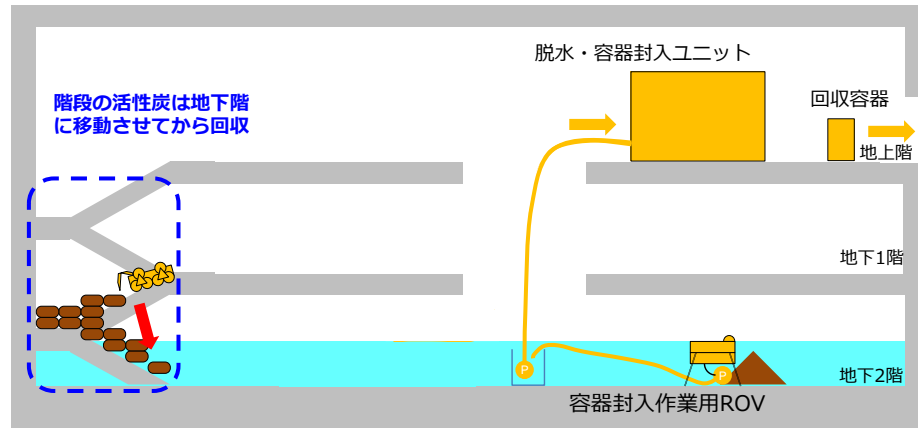 脱水・容器封入ユニット
階段の活性炭は地下階
に移動させてから回収
回収容器
地上階
地下1階
P
P
地下2階
容器封入作業用ROV